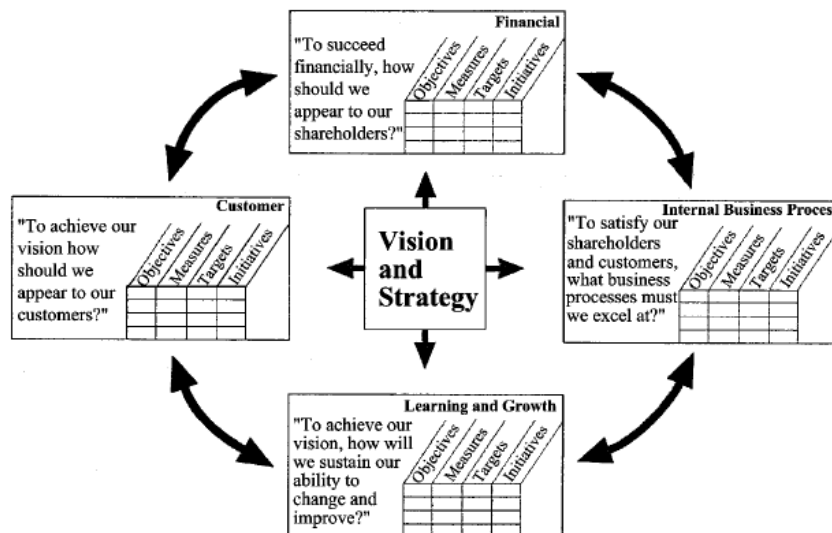 Financial
"To succeed
financially, how
should we
appear to our
shareholders?"
Objectives
Measures
Targets
Initiatives
Customer
"To achieve our
vision how
should we
appear to our
customers?"
Objectives
Measures
Targets
Initiatives
Vision
and
Strategy
Internal Business Proces
"To satisfy our
shareholders
and customers,
what business
processes must
we excel at?"
Objectives
Measures
Targets
Initiatives
Learning and Growth
"To achieve our
vision, how will
we sustain our
ability to
change and
improve?"
Objectives
Measures
Targets
Initiatives